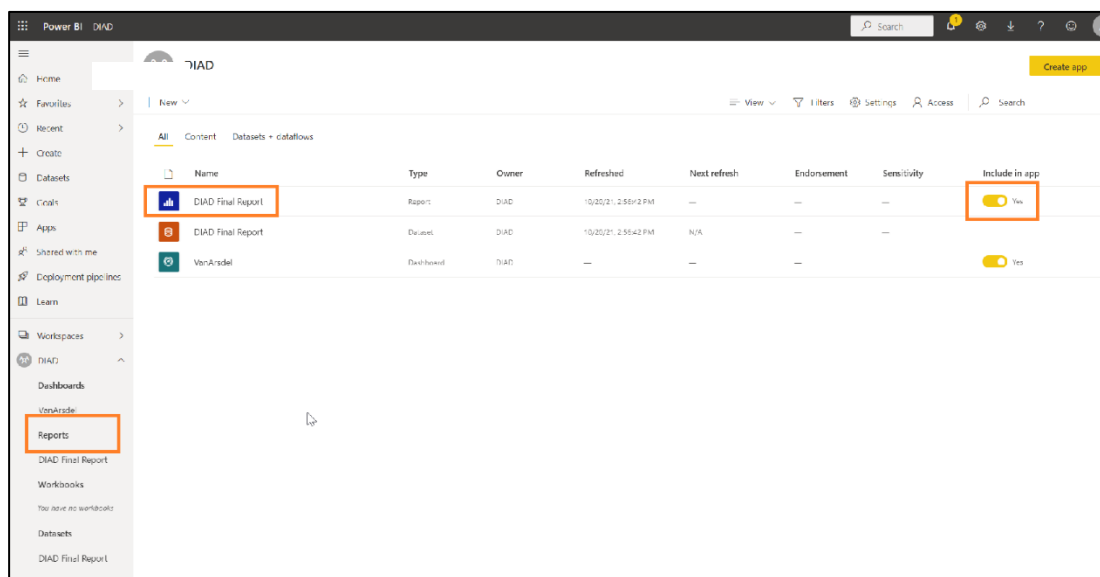 Power BI DIAD
Search
1
DIAD
Create app
Home
Favorites
Recent
Create
Datasets
Goals
Apps
Shared with me
Deployment pipelines
Learn
Workspaces
DIAD
Dashboards
VanArsdel
Reports
DIAD Final Report
Workbooks
You have no workbooks
Datasets
DIAD Final Report
New
View Filters Settings Access Search
All Content Datasets + dataflows
Name Type Owner Refreshed Next refresh Endorsement Sensitivity Include in app
DIAD Final Report Report DIAD 10/20/21, 2:56:42 PM — — — Yes
DIAD Final Report Dataset DIAD 10/20/21, 2:56:42 PM N/A — —
VanArsdel Dashboard DIAD — — — — Yes